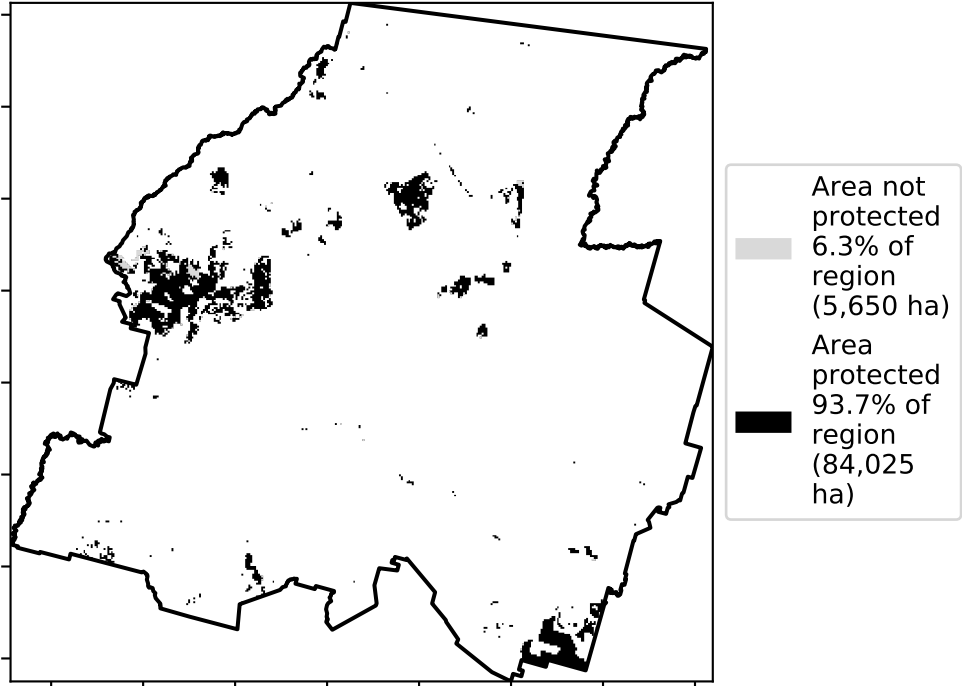 Area not
protected
6.3% of
region
(5,650 ha)
Area
protected
93.7% of
region
(84,025
ha)